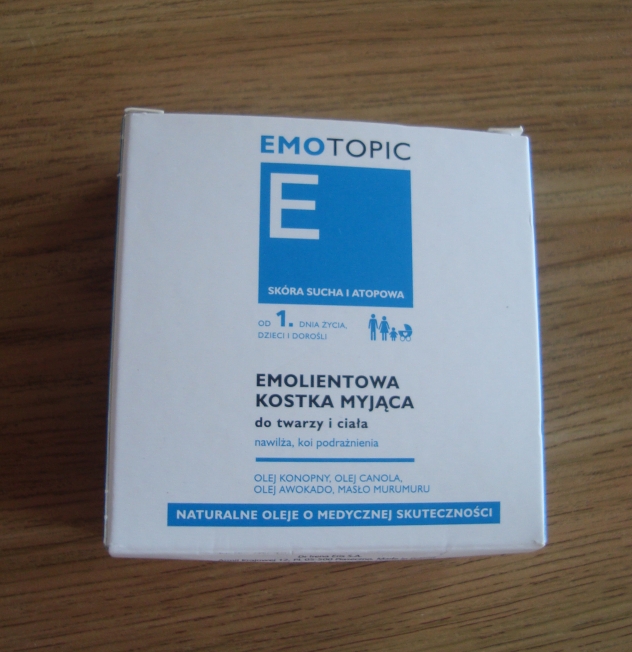 EMOTOPIC
E
SKÓRA SUCHA I ATOPOWA
OD 1. DNIA ŻYCIA,
DZIECI I DOROŚLI
EMOLIENTOWA
KOSTKA MYJĄCA
do twarzy i ciała
nawilża, koi podrażnienia
OLEJ KONOPNY, OLEJ CANOLA,
OLEJ AWOKADO, MASŁO MURUMURU
NATURALNE OLEJE O MEDYCZNEJ SKUTECZNOŚCI